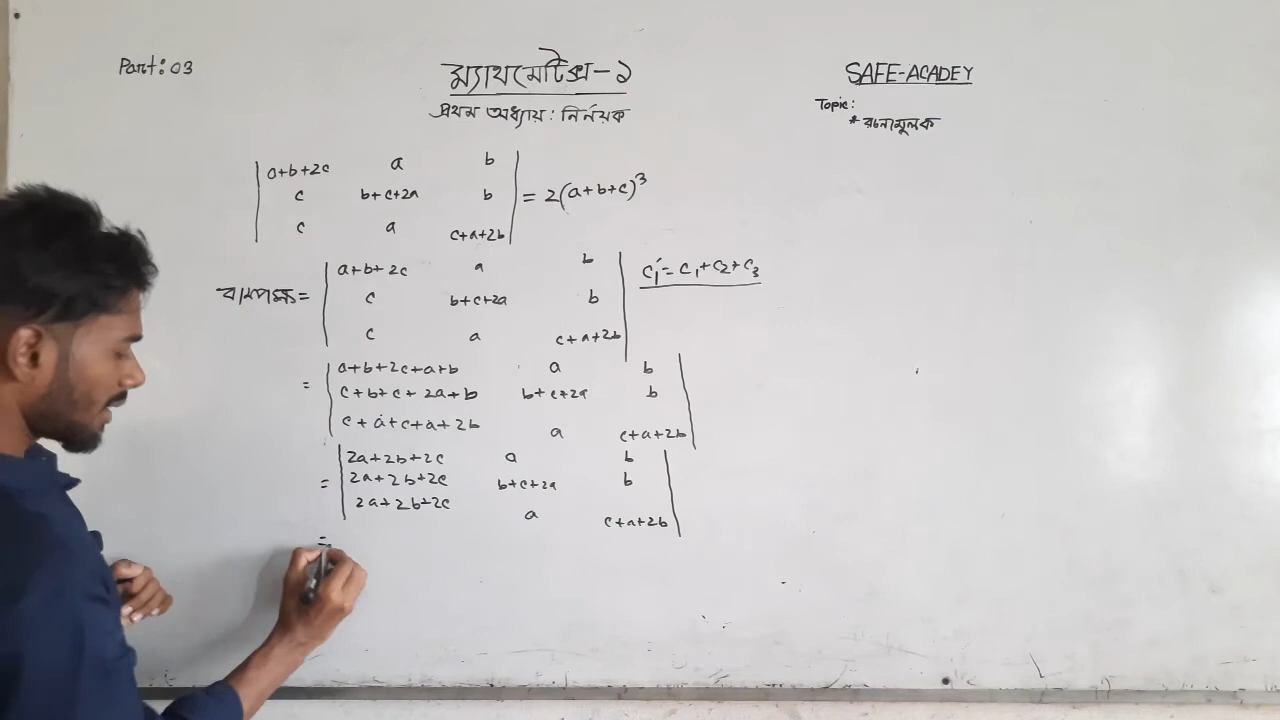 Part: 03
ম্যাথমেটিক্স-১
SAFE-ACADEY
প্রথম অধ্যায়: নির্নয়ক
Topic:
* রচনামূলক
| a+b+2c a b |
| c b+c+2a b | = 2(a+b+c)³
| c a c+a+2b |
| a+b+2c a b | C₁′ = C₁+C₂+C₃
বামপক্ষ = | c b+c+2a b |
| c a c+a+2b |
| a+b+2c+a+b a b |
= | c+b+c+2a+b b+c+2a b |
| c+a+c+a+2b a c+a+2b |
| 2a+2b+2c a b |
= | 2a+2b+2c b+c+2a b |
| 2a+2b+2c a c+a+2b |
=